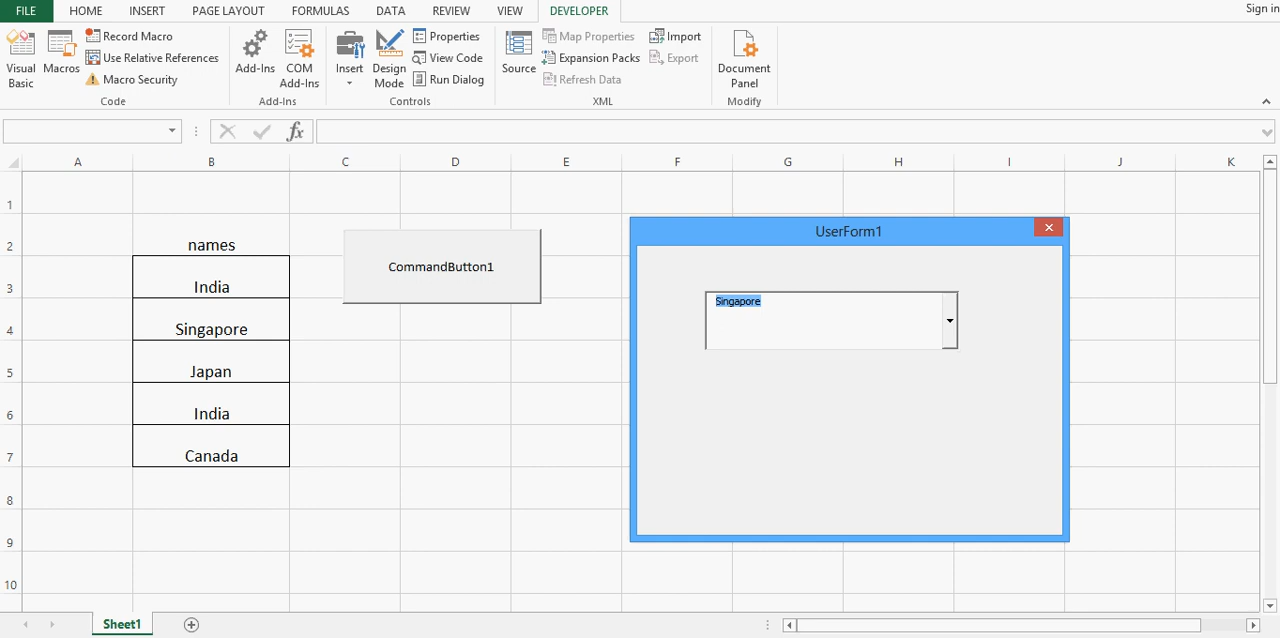 FILE HOME INSERT PAGE LAYOUT FORMULAS DATA REVIEW VIEW DEVELOPER Sign in
Visual Basic
Macros
Record Macro
Use Relative References
Macro Security
Code
Add-Ins
COM Add-Ins
Add-Ins
Insert
Design Mode
Properties
View Code
Run Dialog
Controls
Source
Map Properties
Expansion Packs
Refresh Data
Import
Export
XML
Document Panel
Modify
fx
A B C D E F G H I J K
1
2 names
3 India
4 Singapore
5 Japan
6 India
7 Canada
8
9
10
CommandButton1
UserForm1
Singapore
Sheet1